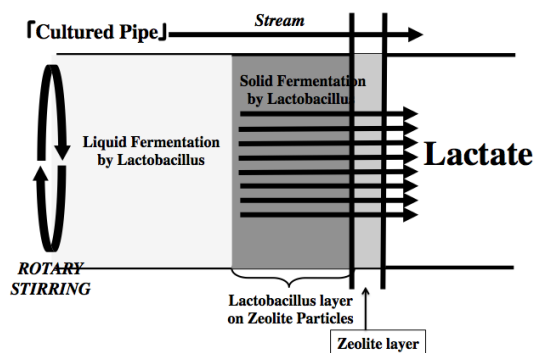 「Cultured Pipe」
Stream
Solid Fermentation
by Lactobacillus
Liquid Fermentation
by Lactobacillus
Lactate
ROTARY
STIRRING
Lactobacillus layer
on Zeolite Particles
Zeolite layer